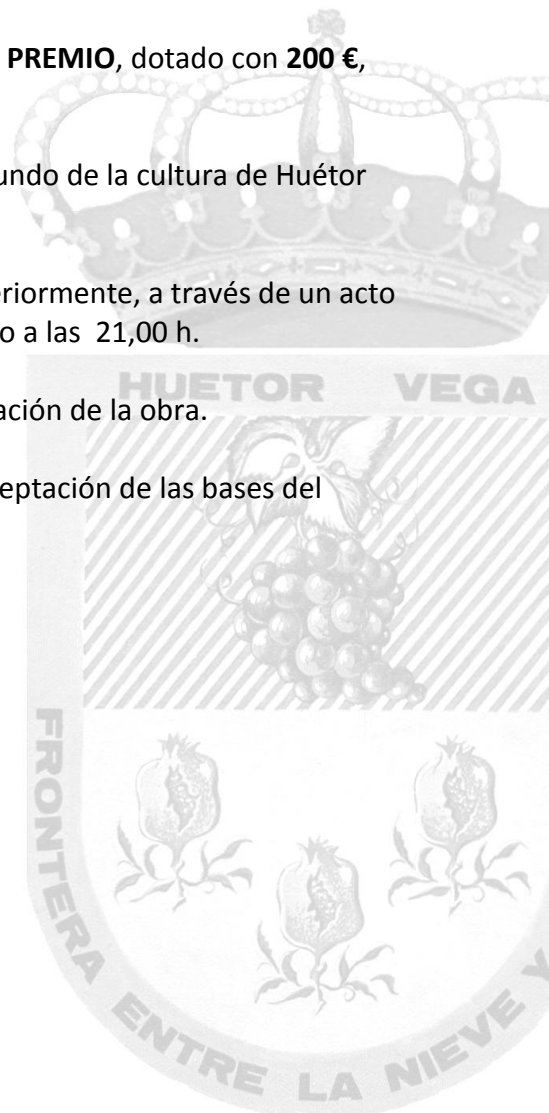 PREMIO, dotado con 200 €,
undo de la cultura de Huétor
eriormente, a través de un acto
o a las 21,00 h.
HUETOR VEGA
ación de la obra.
eptación de las bases del
FRONTERA ENTRE LA NIEVE Y